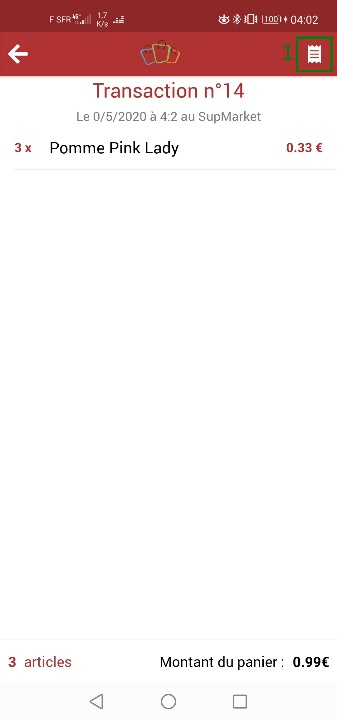 F SFR 4G+ 1,7 K/s 100 04:02
1
Transaction n°14
Le 0/5/2020 à 4:2 au SupMarket
3 x Pomme Pink Lady 0.33 €
3 articles Montant du panier : 0.99€